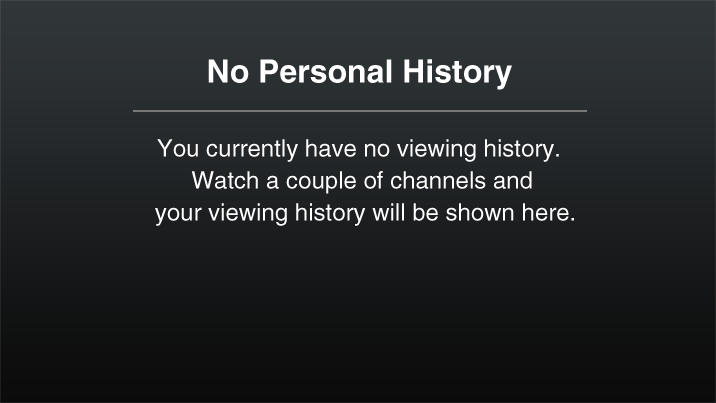 No Personal History
You currently have no viewing history.
Watch a couple of channels and
your viewing history will be shown here.